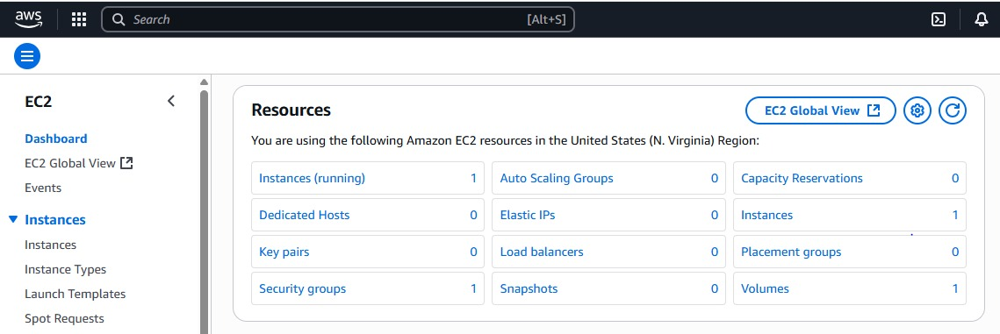 aws Search [Alt+S]
EC2
Dashboard
EC2 Global View
Events
Instances
Instances
Instance Types
Launch Templates
Spot Requests
Resources EC2 Global View
You are using the following Amazon EC2 resources in the United States (N. Virginia) Region:
Instances (running) 1 Auto Scaling Groups 0 Capacity Reservations 0
Dedicated Hosts 0 Elastic IPs 0 Instances 1
Key pairs 0 Load balancers 0 Placement groups 0
Security groups 1 Snapshots 0 Volumes 1